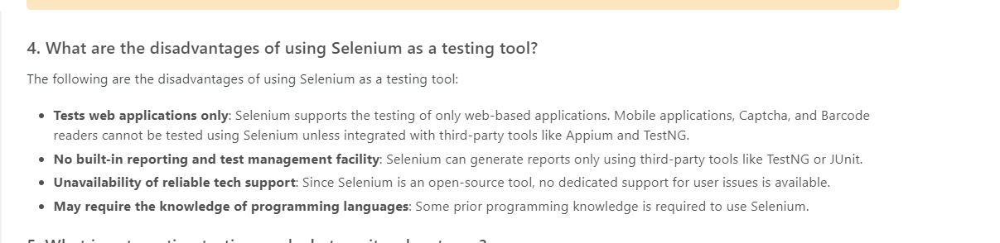 4. What are the disadvantages of using Selenium as a testing tool?
The following are the disadvantages of using Selenium as a testing tool:
• Tests web applications only: Selenium supports the testing of only web-based applications. Mobile applications, Captcha, and Barcode
readers cannot be tested using Selenium unless integrated with third-party tools like Appium and TestNG.
• No built-in reporting and test management facility: Selenium can generate reports only using third-party tools like TestNG or JUnit.
• Unavailability of reliable tech support: Since Selenium is an open-source tool, no dedicated support for user issues is available.
• May require the knowledge of programming languages: Some prior programming knowledge is required to use Selenium.